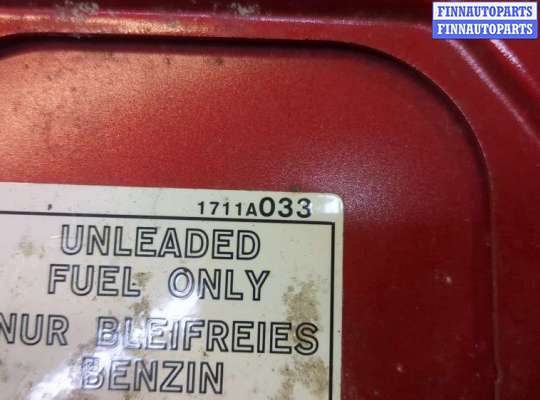 FINNAUTOPARTS
FINNAUTOPARTS
1711A033
UNLEADED
FUEL ONLY
NUR BLEIFREIES
BENZIN